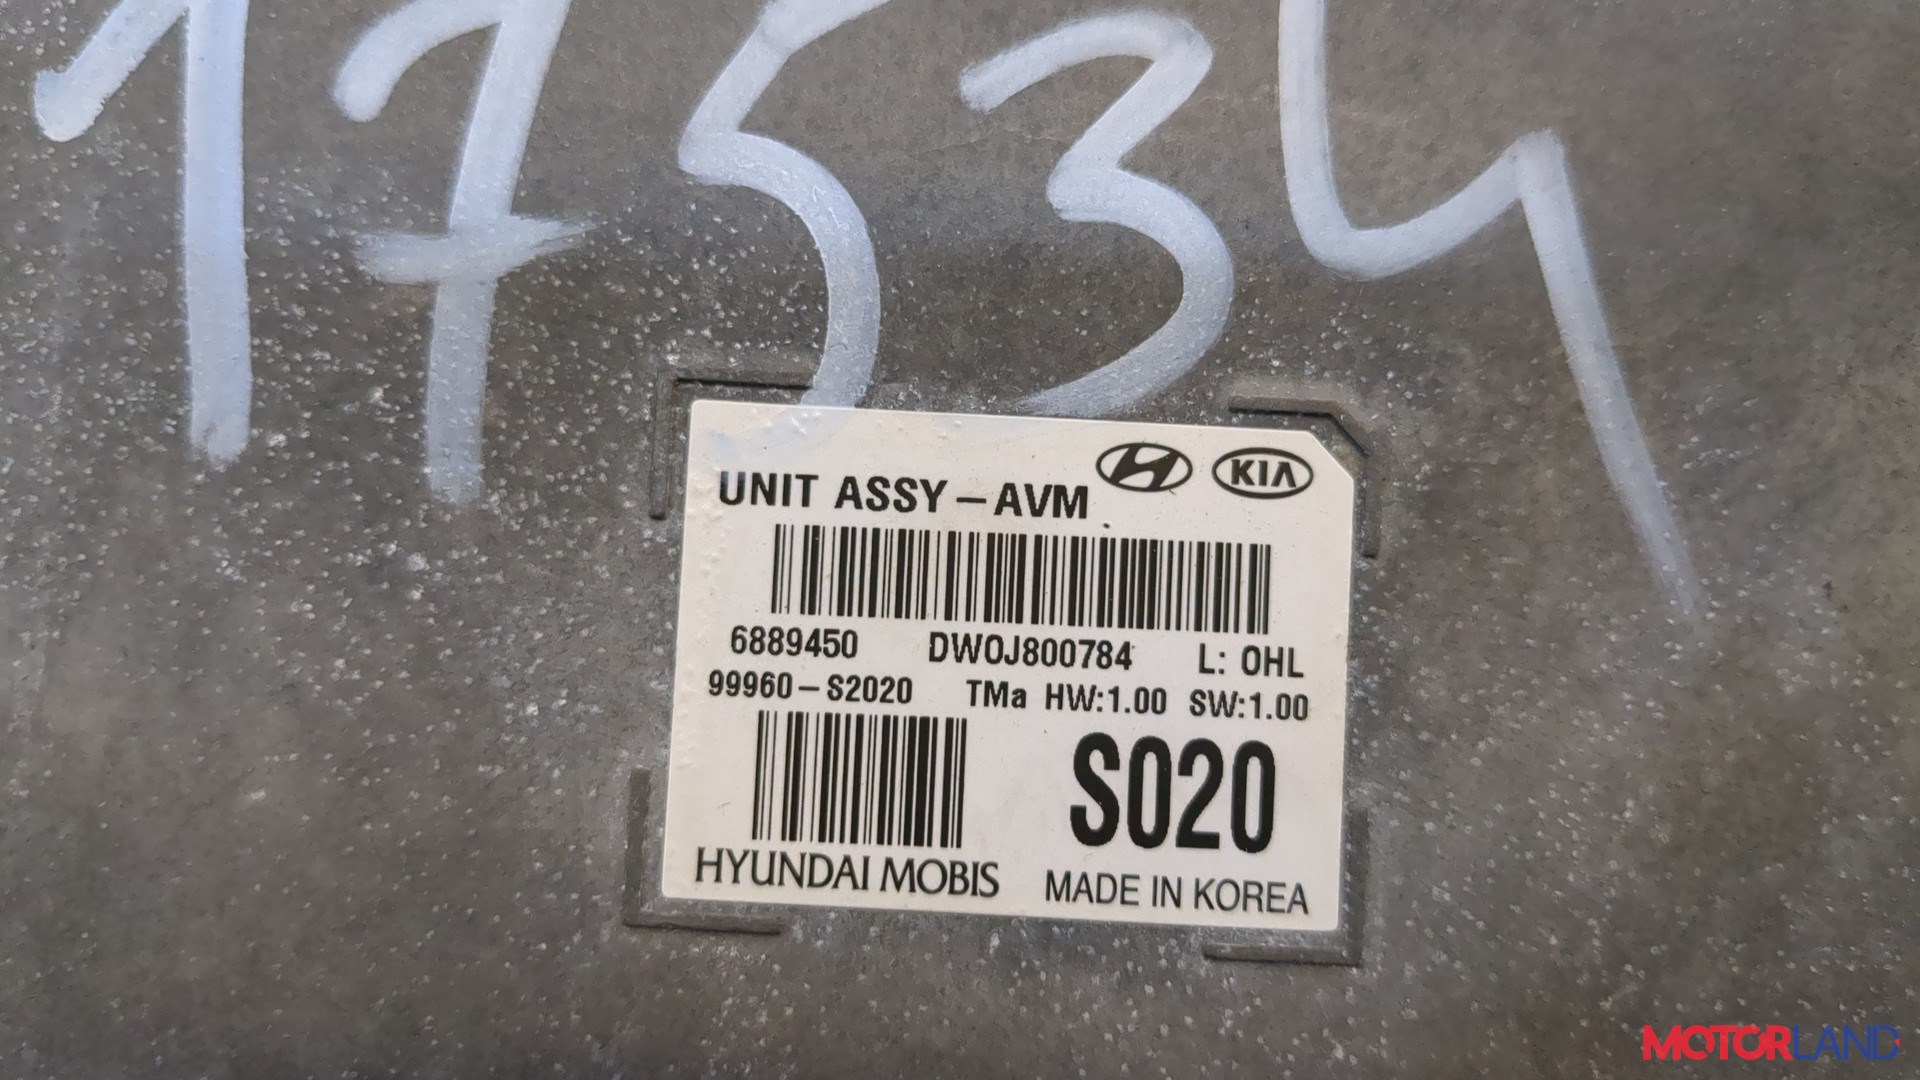 17534
UNIT ASSY-AVM
KIA
6889450 DWOJ800784 L: OHL
99960-S2020 TMa HW:1.00 SW:1.00
S020
HYUNDAI MOBIS MADE IN KOREA
MOTORLAND